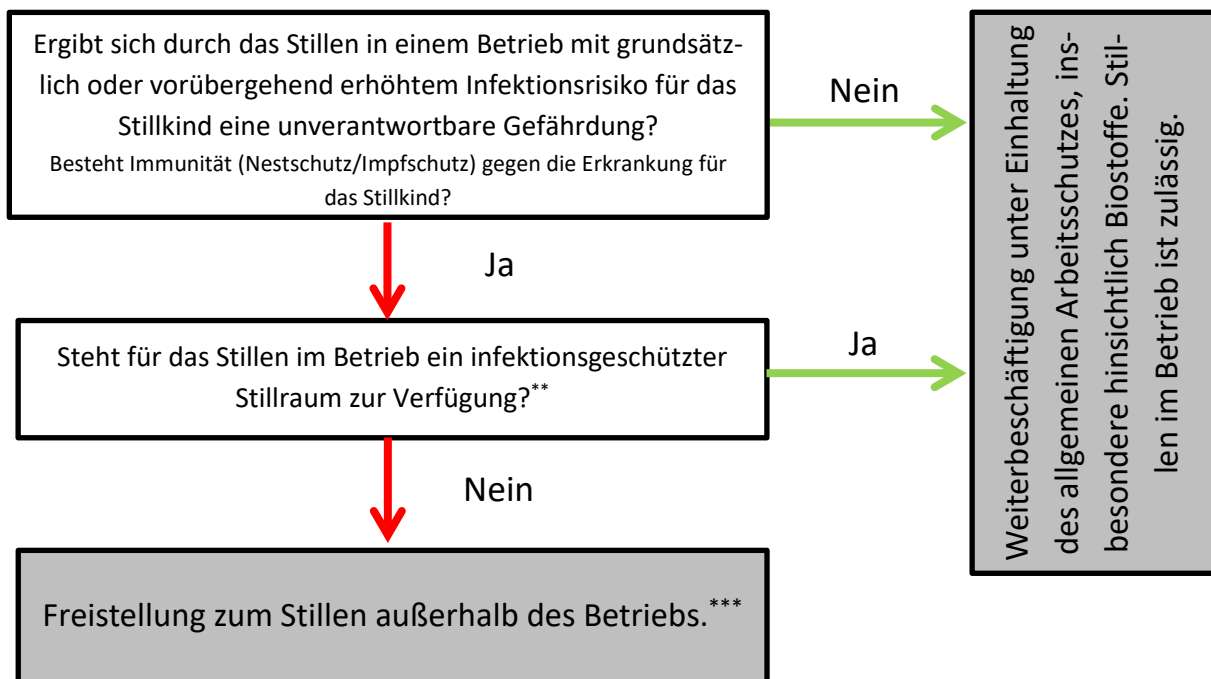 Ergibt sich durch das Stillen in einem Betrieb mit grundsätz-
lich oder vorübergehend erhöhtem Infektionsrisiko für das
Stillkind eine unverantwortbare Gefährdung?
Besteht Immunität (Nestschutz/Impfschutz) gegen die Erkrankung für
das Stillkind?
Nein
Ja
Steht für das Stillen im Betrieb ein infektionsgeschützter
Stillraum zur Verfügung?**
Ja
Nein
Freistellung zum Stillen außerhalb des Betriebs.***
Weiterbeschäftigung unter Einhaltung
des allgemeinen Arbeitsschutzes, ins-
besondere hinsichtlich Biostoffe. Stil-
len im Betrieb ist zulässig.